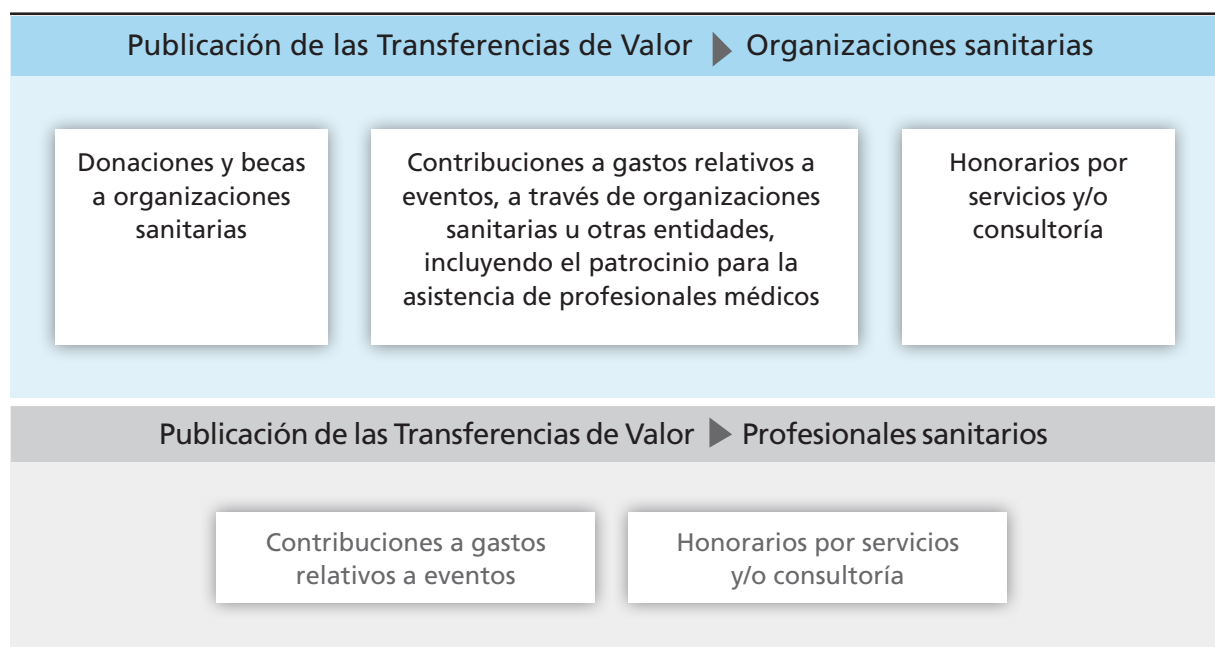 Publicación de las Transferencias de Valor Organizaciones sanitarias
Donaciones y becas
a organizaciones
sanitarias
Contribuciones a gastos relativos a
eventos, a través de organizaciones
sanitarias u otras entidades,
incluyendo el patrocinio para la
asistencia de profesionales médicos
Honorarios por
servicios y/o
consultoría
Publicación de las Transferencias de Valor Profesionales sanitarios
Contribuciones a gastos
relativos a eventos
Honorarios por servicios
y/o consultoría